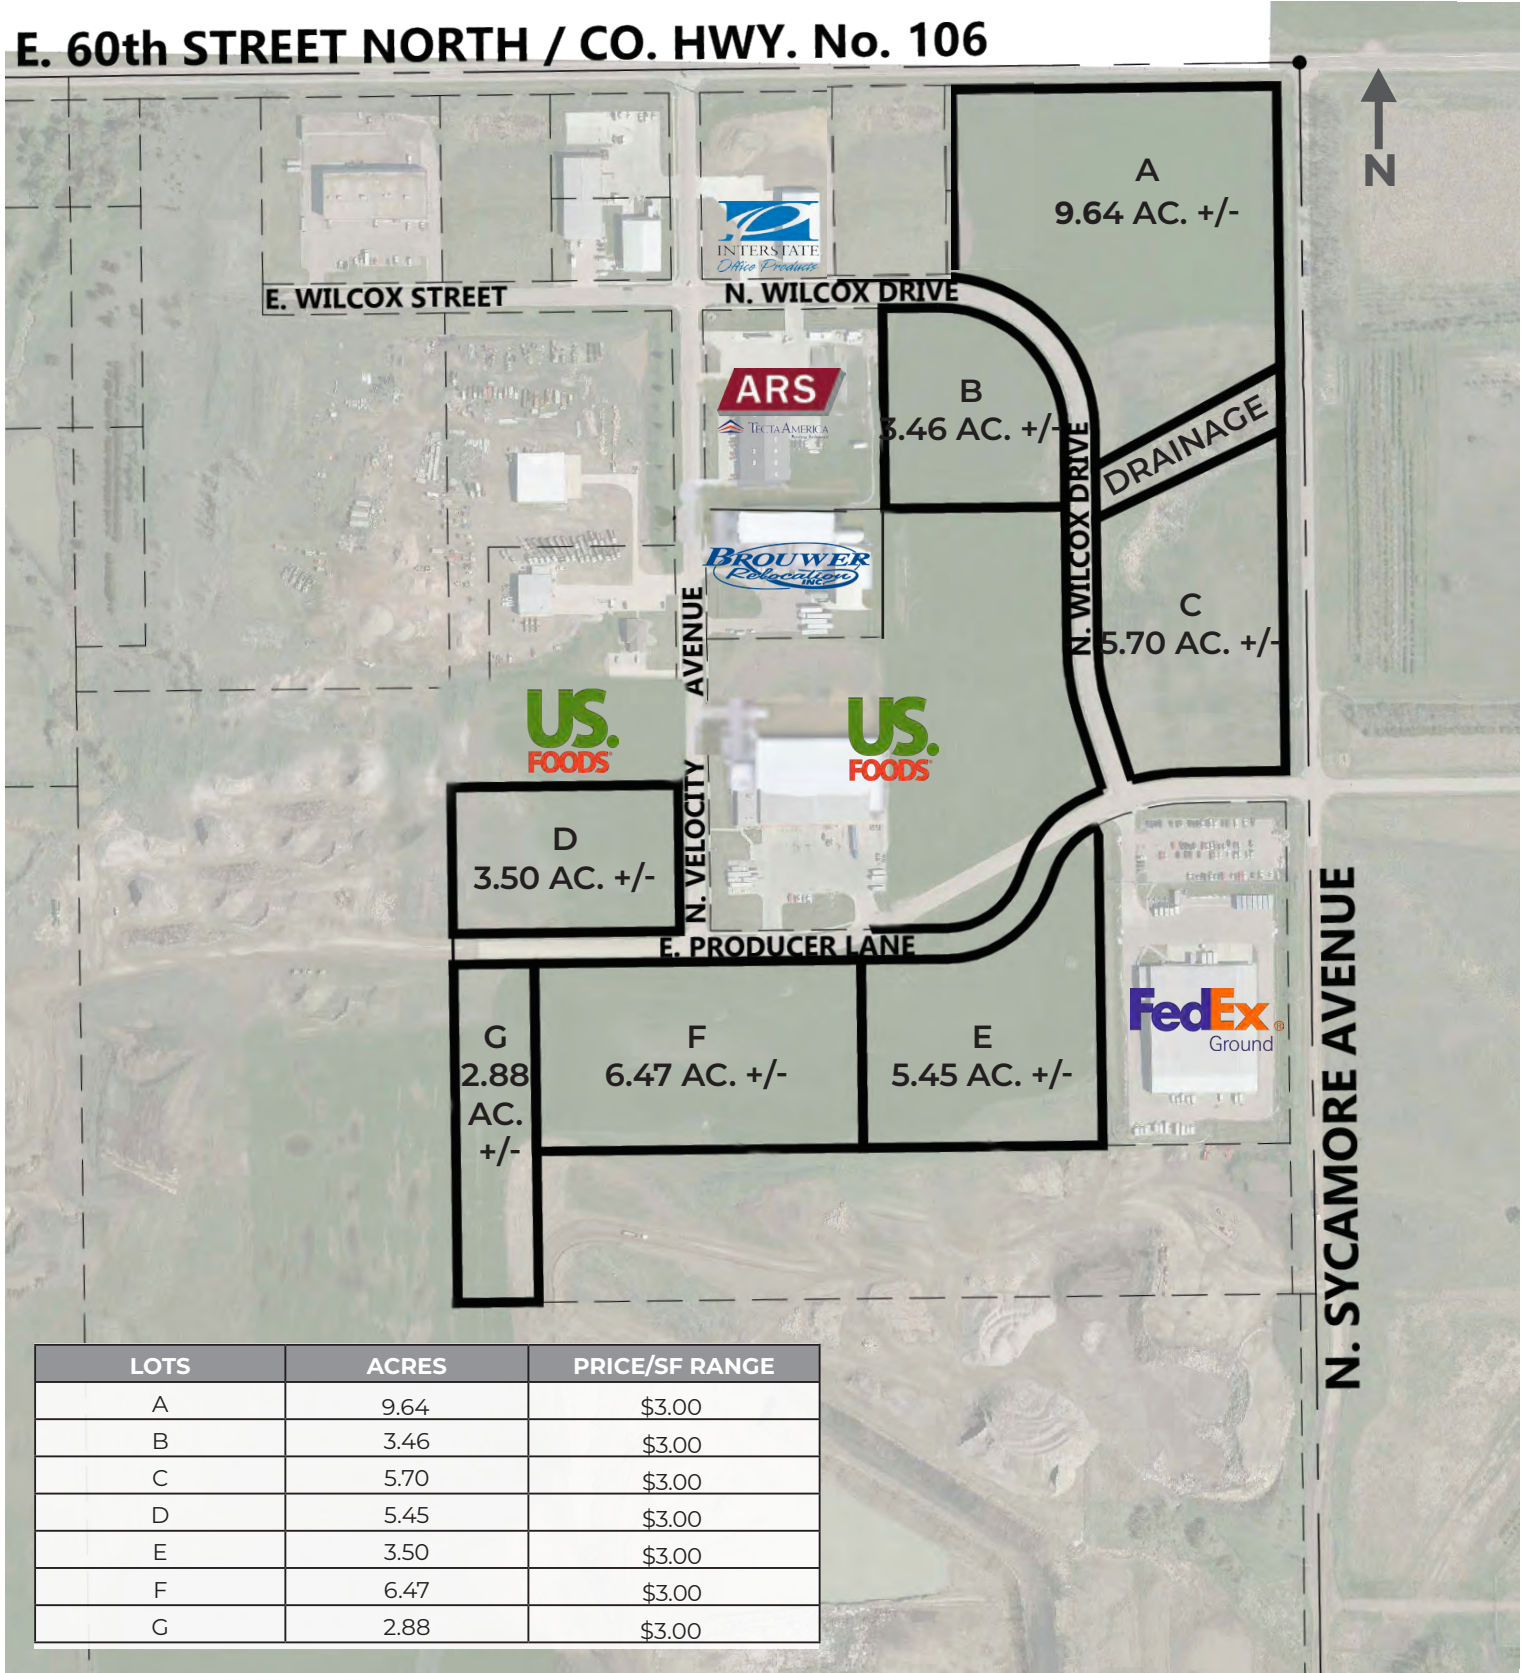 E. 60th STREET NORTH / CO. HWY. No. 106
N
A
9.64 AC. +/-
INTERSTATE
Office Products
E. WILCOX STREET
N. WILCOX DRIVE
ARS
TECTAAMERICA
B
3.46 AC. +/-
DRAINAGE
N. WILCOX DRIVE
BROUWER
Relocation
INC.
C
5.70 AC. +/-
N. VELOCITY AVENUE
US.
FOODS
US.
FOODS
D
3.50 AC. +/-
E. PRODUCER LANE
N. SYCAMORE AVENUE
FedEx®
Ground
G
2.88
AC.
+/-
F
6.47 AC. +/-
E
5.45 AC. +/-
LOTS ACRES PRICE/SF RANGE
A 9.64 $3.00
B 3.46 $3.00
C 5.70 $3.00
D 5.45 $3.00
E 3.50 $3.00
F 6.47 $3.00
G 2.88 $3.00